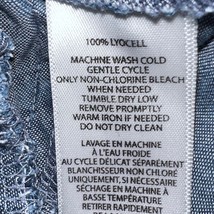 100% LYOCELL
MACHINE WASH COLD
GENTLE CYCLE
ONLY NON-CHLORINE BLEACH
WHEN NEEDED
TUMBLE DRY LOW
REMOVE PROMPTLY
WARM IRON IF NEEDED
DO NOT DRY CLEAN
LAVAGE EN MACHINE
À L'EAU FROIDE
AU CYCLE DÉLICAT SÉPARÉMENT
BLANCHISSEUR NON CHLORÉ
UNIQUEMENT, SI NÉCESSAIRE
SÉCHAGE EN MACHINE À
BASSE TEMPÉRATURE
RETIRER RAPIDEMENT